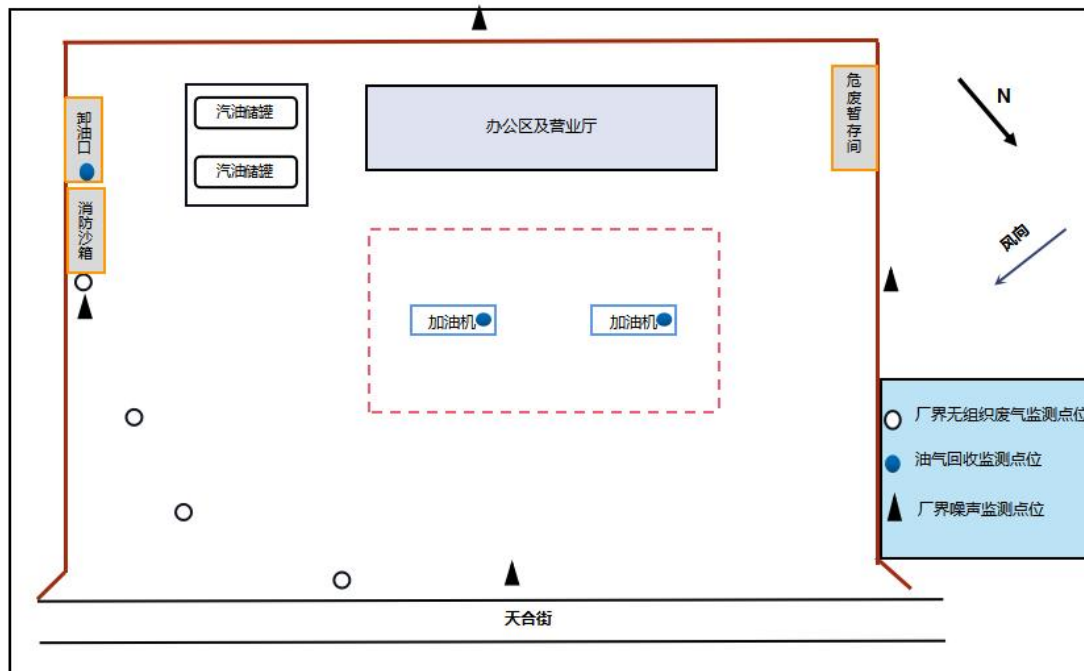 汽油储罐
汽油储罐
卸油口
消防沙箱
办公区及营业厅
危废暂存间
N
风向
加油机
加油机
厂界无组织废气监测点位
油气回收监测点位
厂界噪声监测点位
天合街